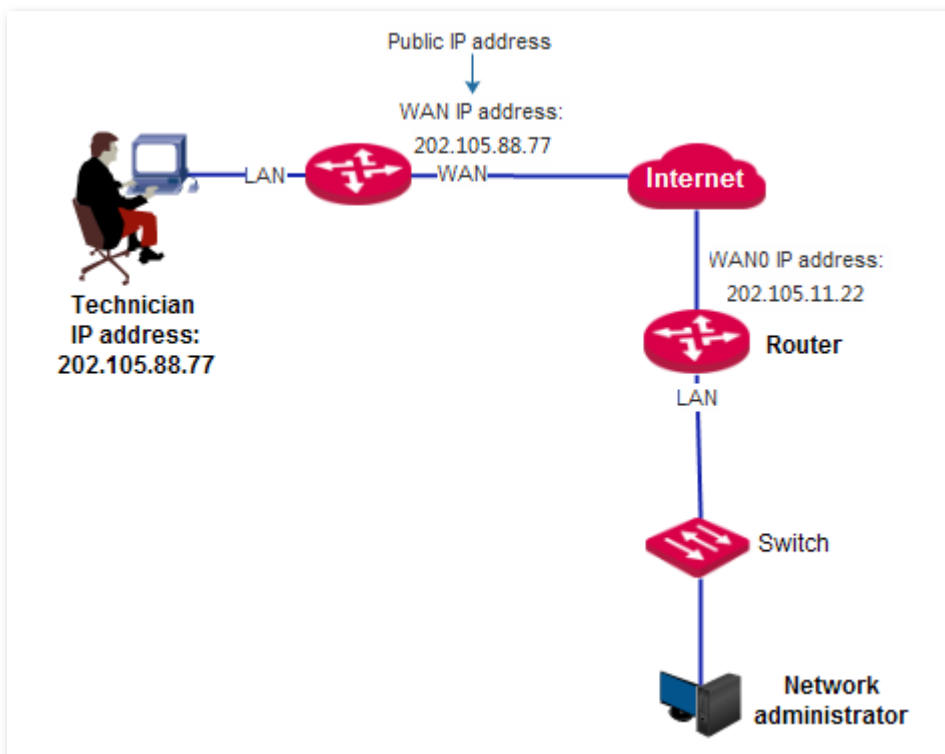 Public IP address
WAN IP address:
202.105.88.77
LAN
WAN
Internet
Technician
IP address:
202.105.88.77
WAN0 IP address:
202.105.11.22
Router
LAN
Switch
Network
administrator